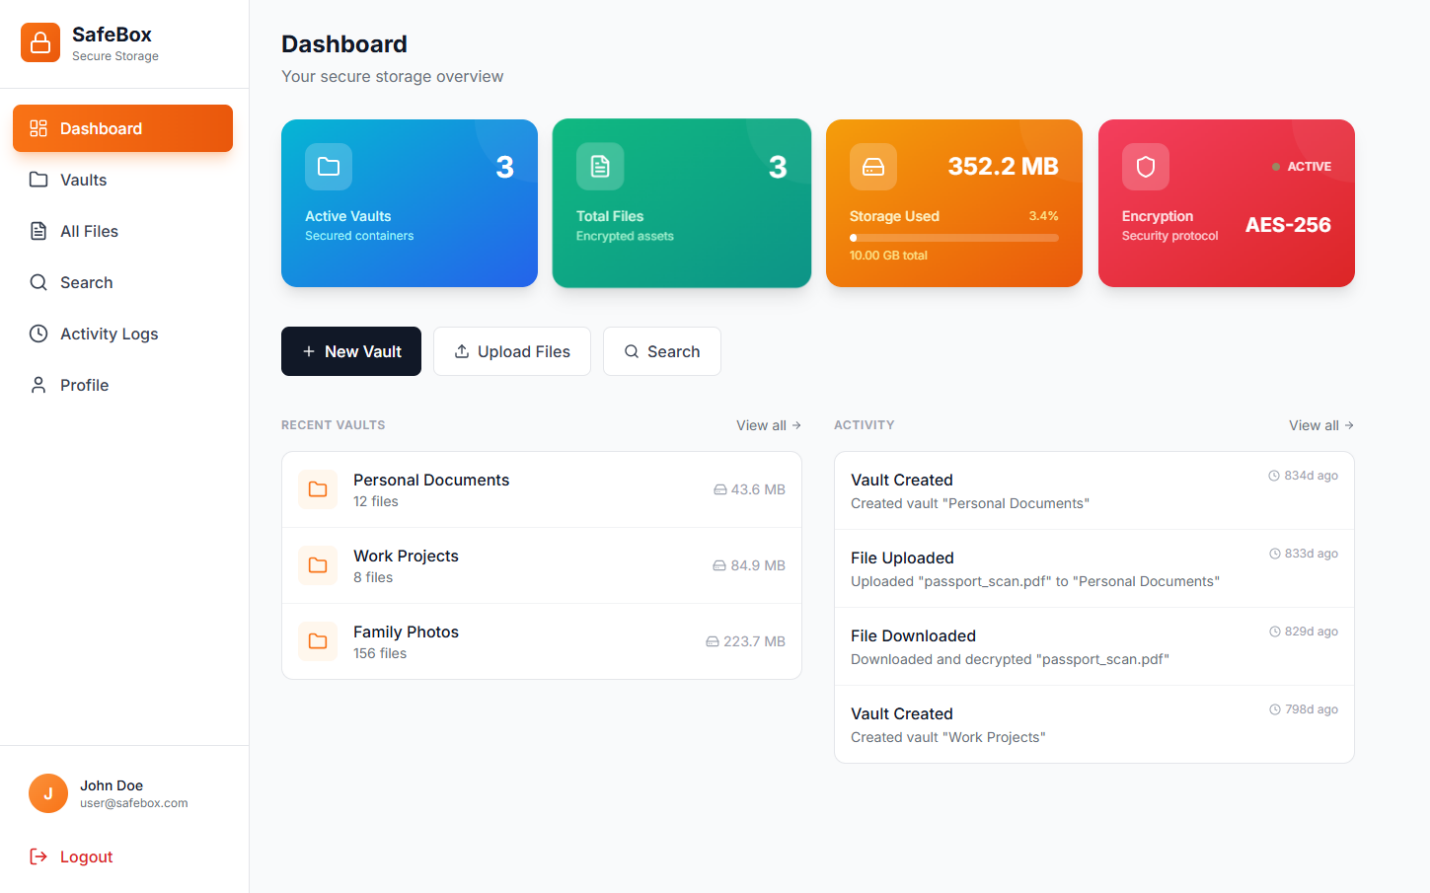 SafeBox
Secure Storage
Dashboard
Vaults
All Files
Search
Activity Logs
Profile
J
John Doe
user@safebox.com
Logout
Dashboard
Your secure storage overview
3
Active Vaults
Secured containers
3
Total Files
Encrypted assets
352.2 MB
Storage Used
3.4%
10.00 GB total
ACTIVE
Encryption
Security protocol
AES-256
New Vault
Upload Files
Search
RECENT VAULTS
View all →
Personal Documents
12 files
43.6 MB
Work Projects
8 files
84.9 MB
Family Photos
156 files
223.7 MB
ACTIVITY
View all →
Vault Created
834d ago
Created vault "Personal Documents"
File Uploaded
833d ago
Uploaded "passport_scan.pdf" to "Personal Documents"
File Downloaded
829d ago
Downloaded and decrypted "passport_scan.pdf"
Vault Created
798d ago
Created vault "Work Projects"